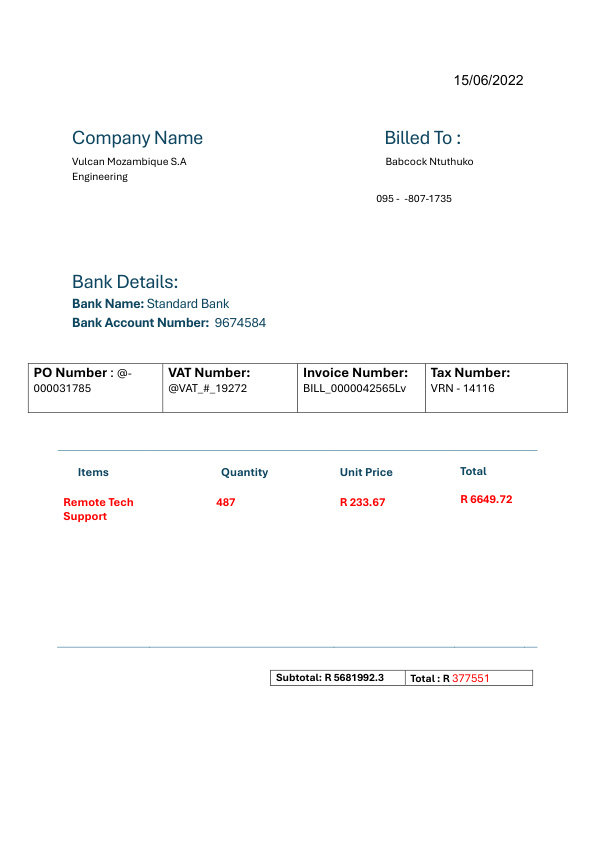 15/06/2022
Company Name
Billed To :
Vulcan Mozambique S.A
Babcock Ntuthuko
Engineering
095 -  -807-1735
Bank Details:
Bank Name: Standard Bank
Bank Account Number:  9674584
PO Number : @-
000031785
VAT Number:
@VAT_#_19272
Invoice Number:
BILL_0000042565Lv
Tax Number:
VRN - 14116
Items
Quantity
Unit Price
Total
Remote Tech
Support
487
R 233.67
R 6649.72
Subtotal: R 5681992.3
Total : R 377551